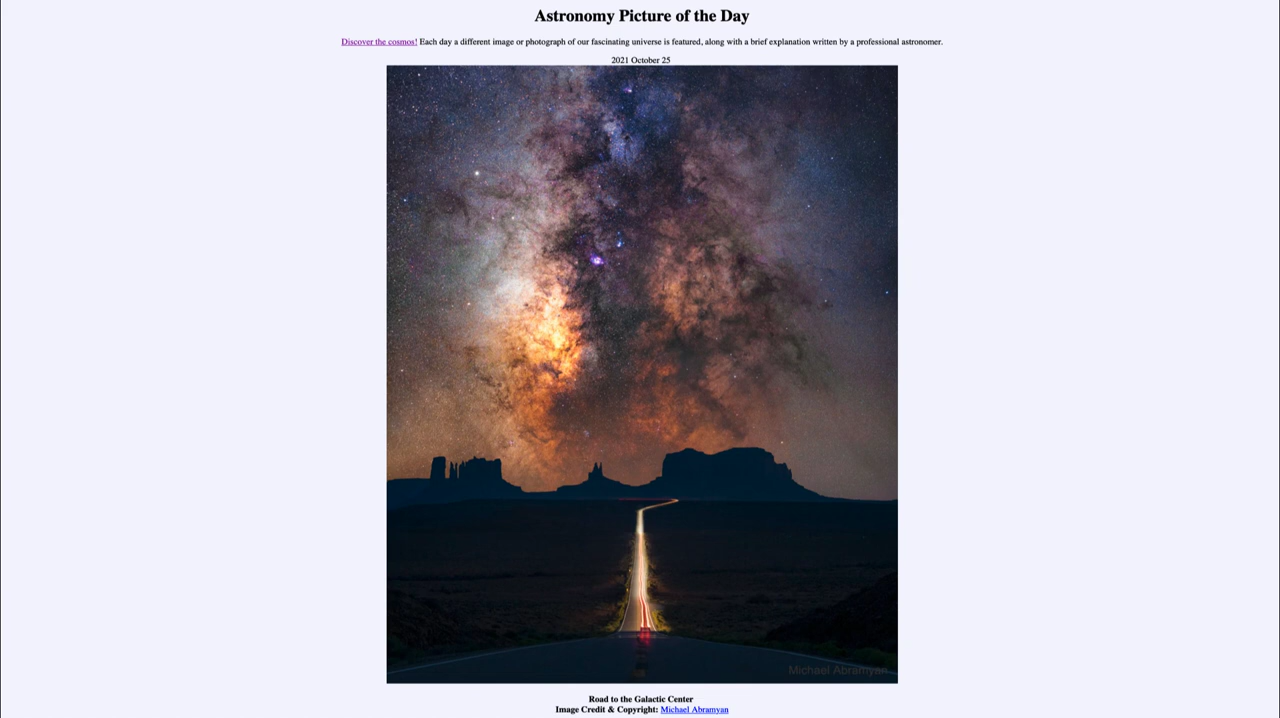 Astronomy Picture of the Day
Discover the cosmos! Each day a different image or photograph of our fascinating universe is featured, along with a brief explanation written by a professional astronomer.
2021 October 25
Michael Abramyan
Road to the Galactic Center
Image Credit & Copyright: Michael Abramyan